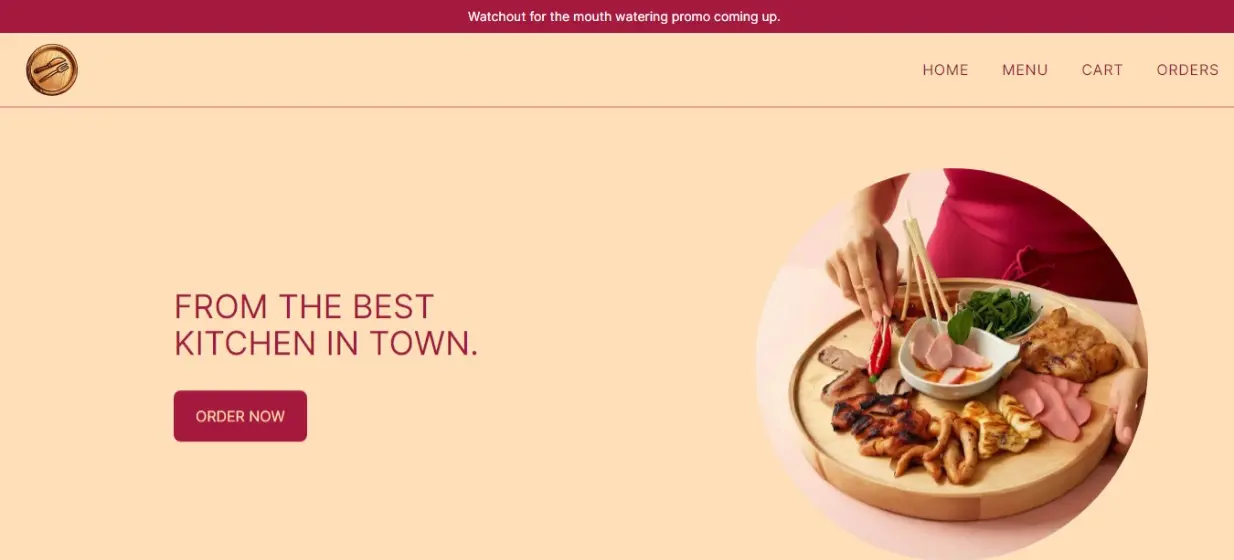 Watchout for the mouth watering promo coming up.
HOME MENU CART ORDERS
FROM THE BEST
KITCHEN IN TOWN.
ORDER NOW